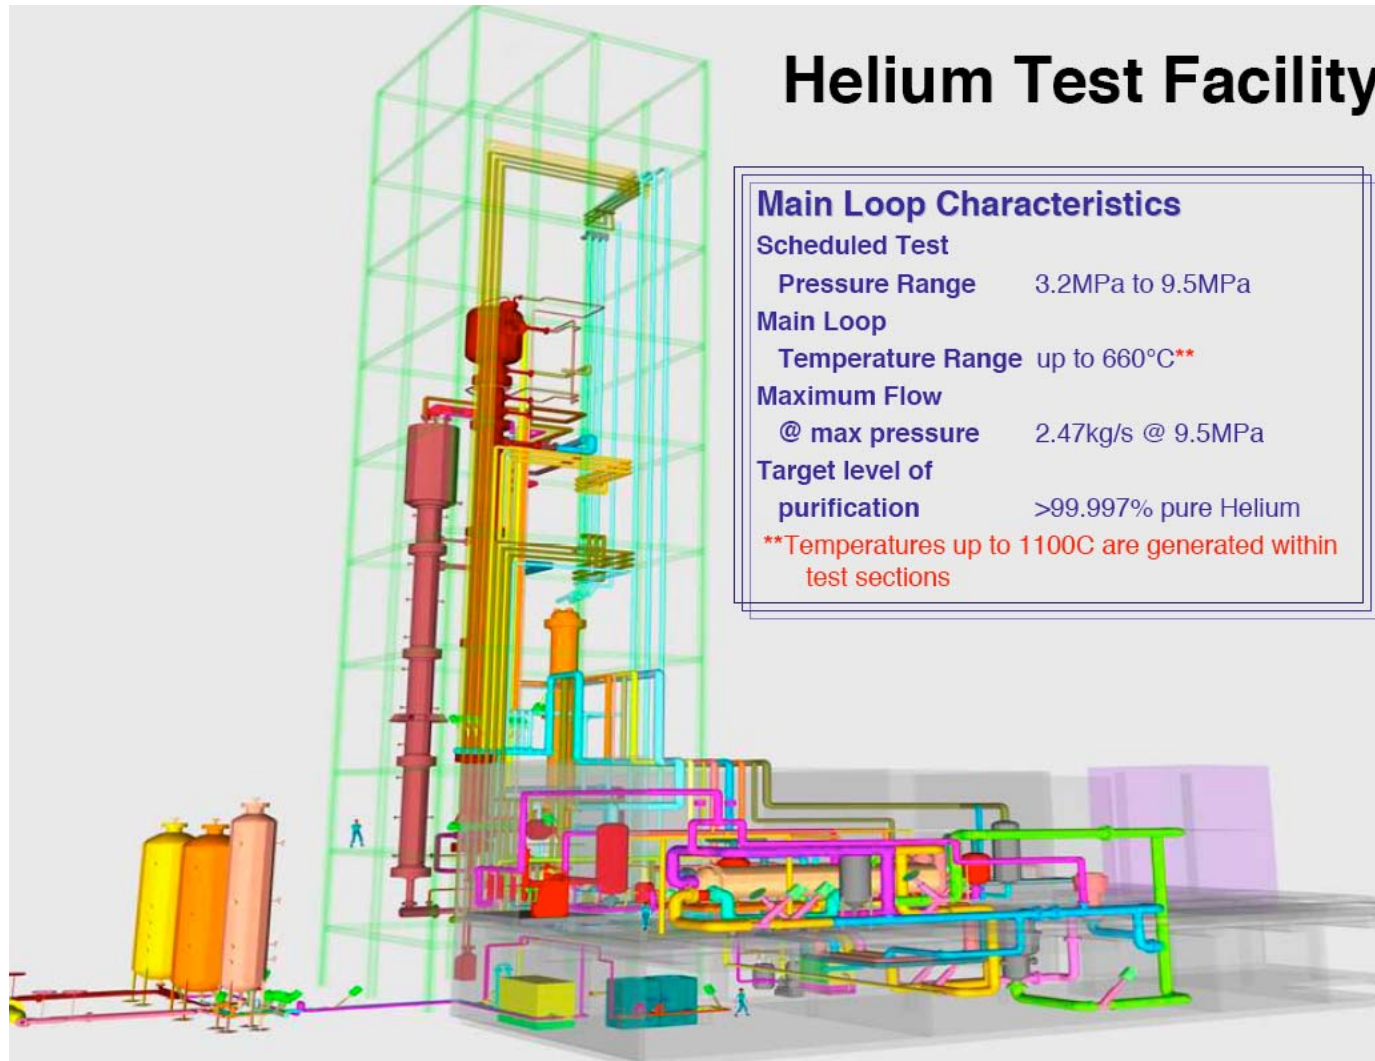 Helium Test Facility
Main Loop Characteristics
Scheduled Test
Pressure Range 3.2MPa to 9.5MPa
Main Loop
Temperature Range up to 660°C**
Maximum Flow
@ max pressure 2.47kg/s @ 9.5MPa
Target level of
purification >99.997% pure Helium
**Temperatures up to 1100C are generated within
test sections